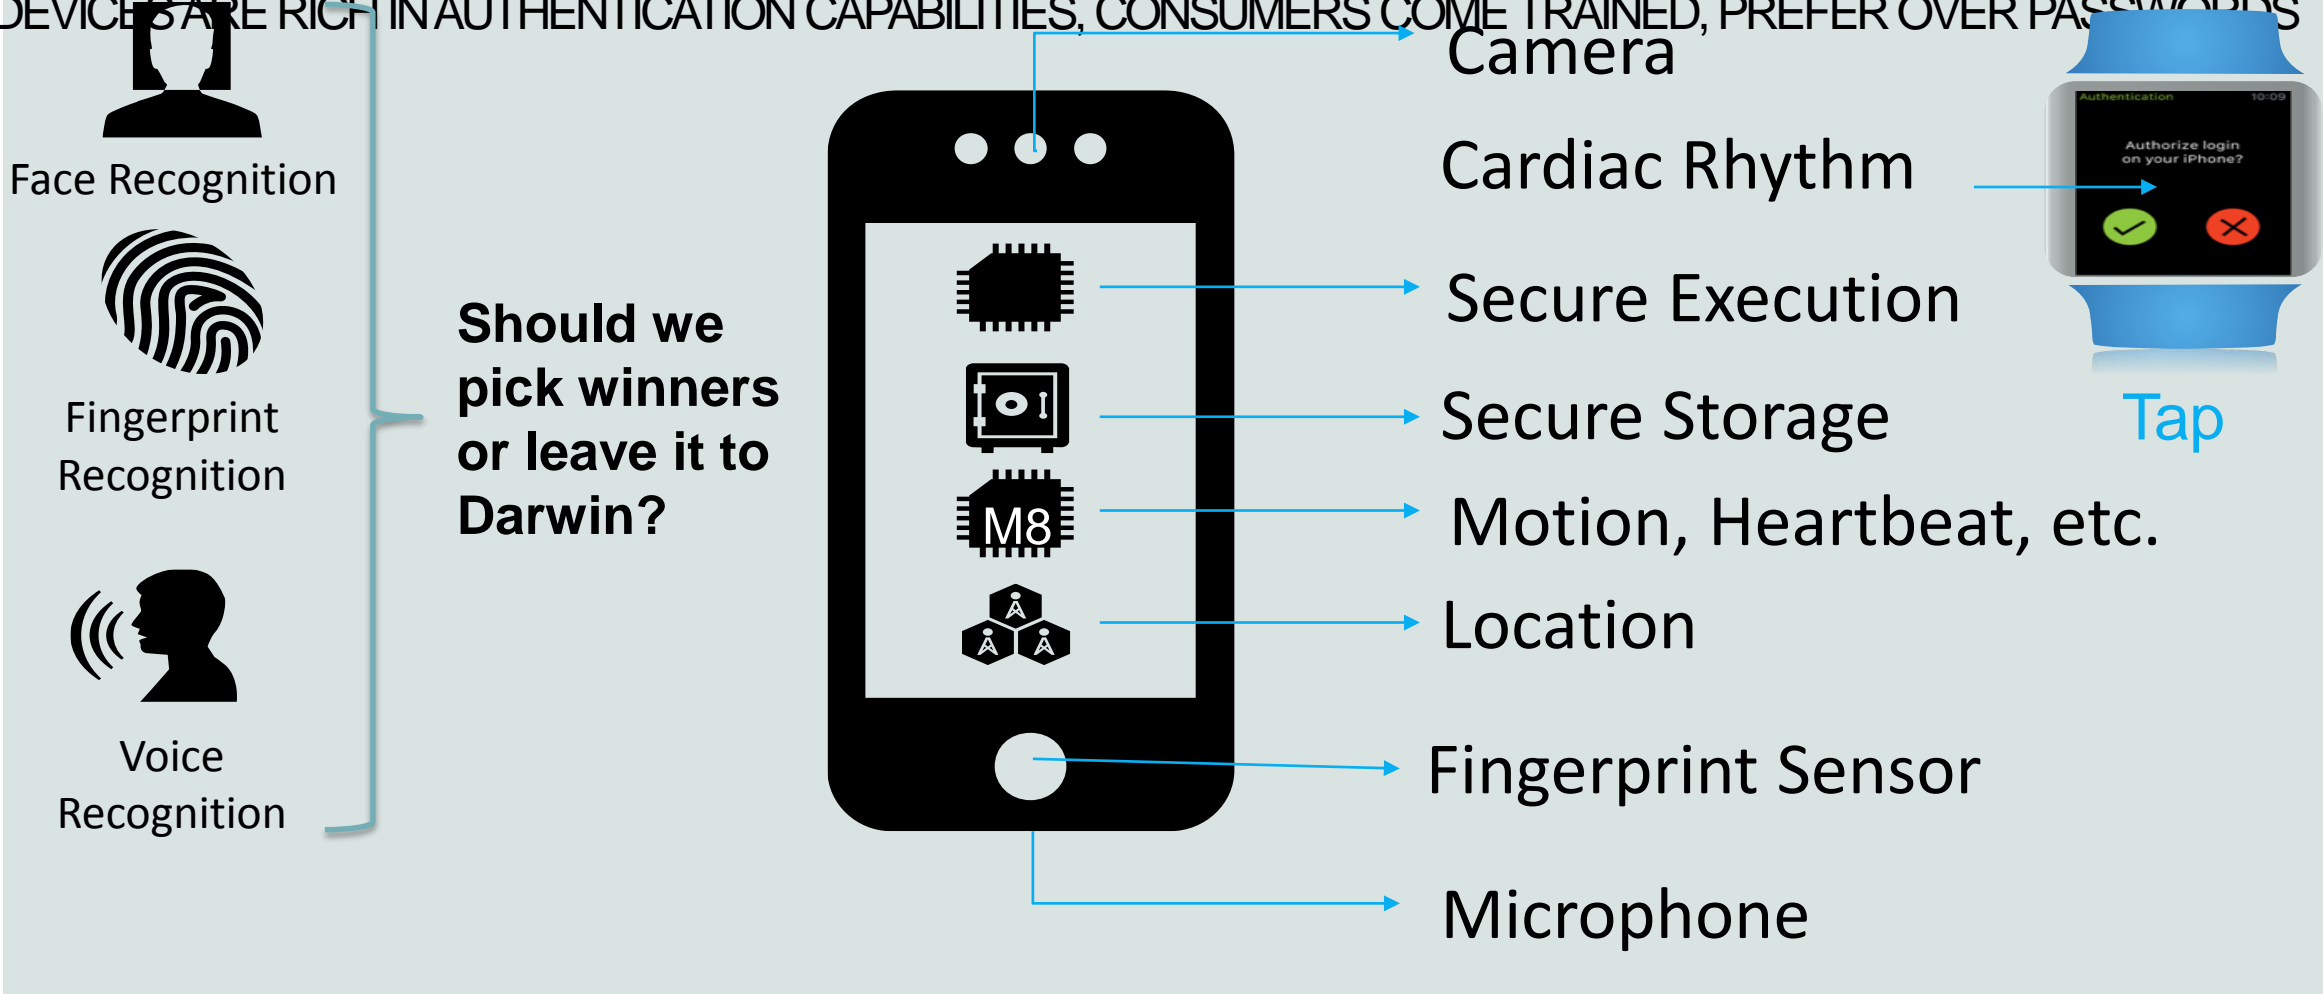 DEVICES ARE RICH IN AUTHENTICATION CAPABILITIES, CONSUMERS COME TRAINED, PREFER OVER PASSWORDS
Face Recognition
Fingerprint
Recognition
Voice
Recognition
Should we
pick winners
or leave it to
Darwin?
M8
Camera
Cardiac Rhythm
Secure Execution
Secure Storage
Motion, Heartbeat, etc.
Location
Fingerprint Sensor
Microphone
Authentication 10:09
Authorize login
on your iPhone?
Tap